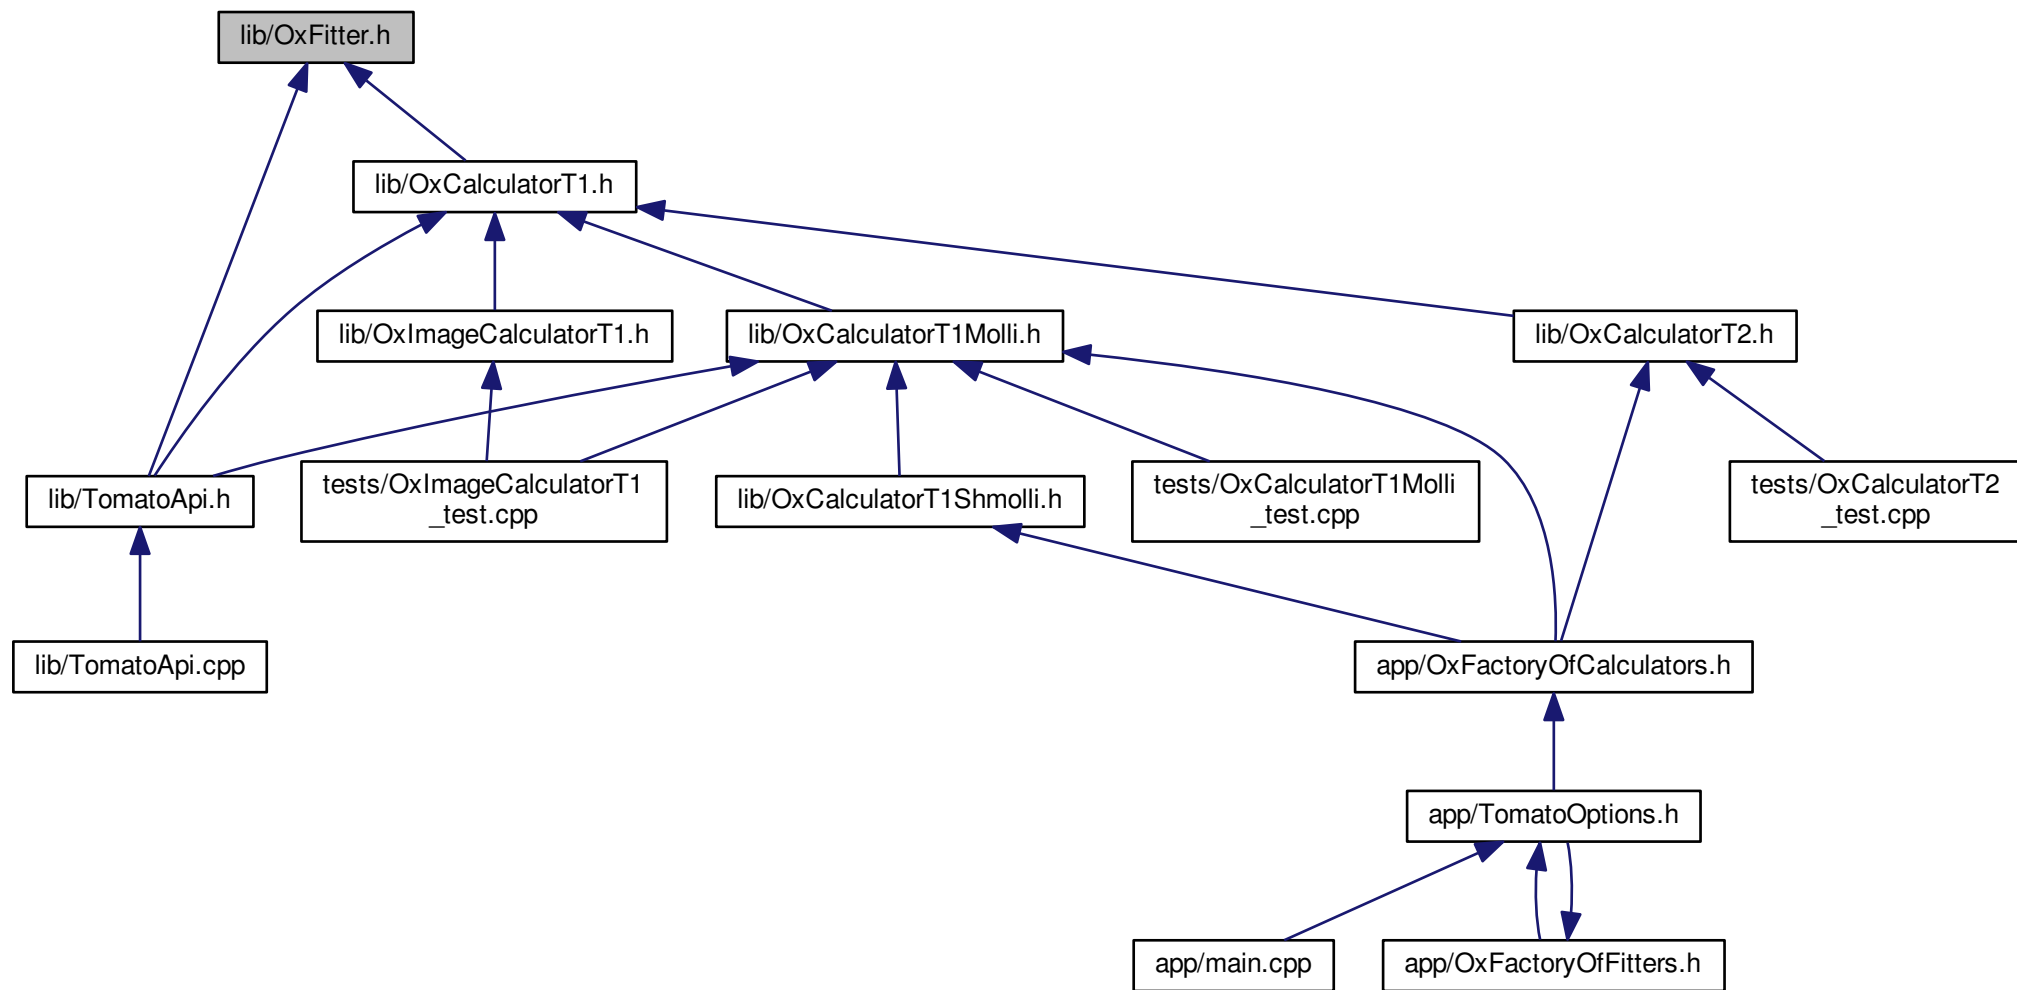 lib/OxFitter.h
lib/OxCalculatorT1.h
lib/OxImageCalculatorT1.h
lib/OxCalculatorT1Molli.h
lib/OxCalculatorT2.h
lib/TomatoApi.h
tests/OxImageCalculatorT1
_test.cpp
lib/OxCalculatorT1Shmolli.h
tests/OxCalculatorT1Molli
_test.cpp
tests/OxCalculatorT2
_test.cpp
lib/TomatoApi.cpp
app/OxFactoryOfCalculators.h
app/TomatoOptions.h
app/main.cpp
app/OxFactoryOfFitters.h